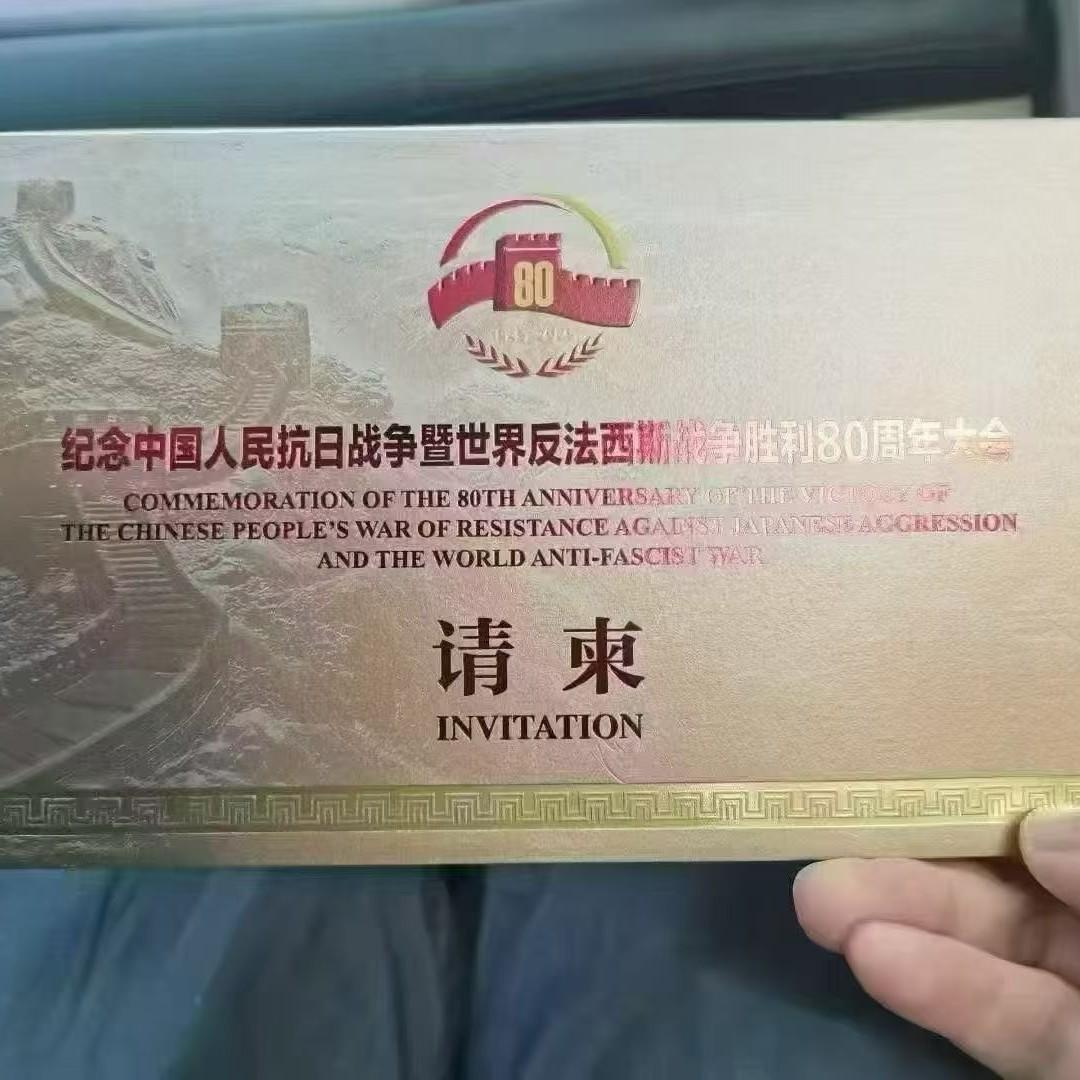 80
纪念中国人民抗日战争暨世界反法西斯战争胜利80周年大会
COMMEMORATION OF THE 80TH ANNIVERSARY OF THE VICTORY OF
THE CHINESE PEOPLE'S WAR OF RESISTANCE AGAINST JAPANESE AGGRESSION
AND THE WORLD ANTI-FASCIST WAR
请柬
INVITATION